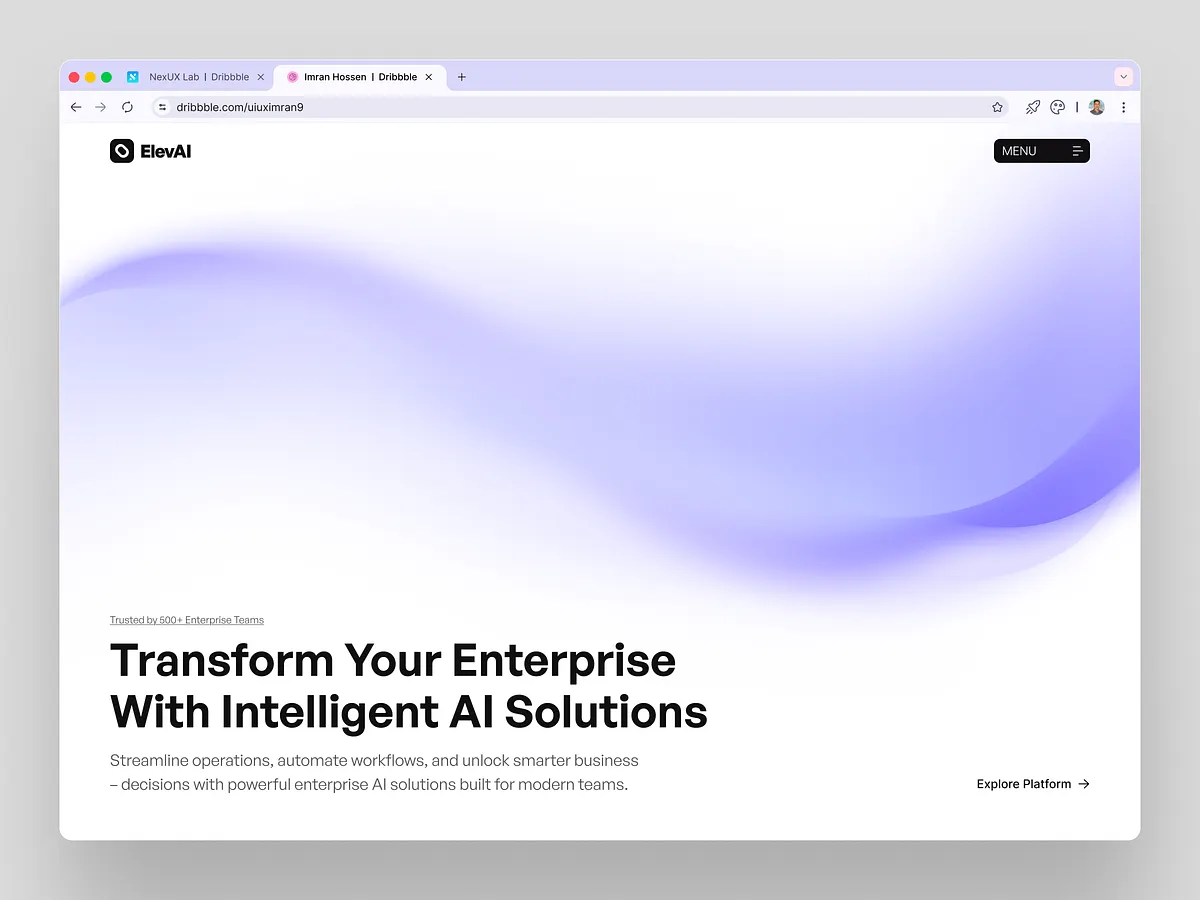 NexUX Lab | Dribbble
Imran Hossen | Dribbble
dribbble.com/uiuximran9
ElevAI
MENU
Trusted by 500+ Enterprise Teams
Transform Your Enterprise
With Intelligent AI Solutions
Streamline operations, automate workflows, and unlock smarter business
– decisions with powerful enterprise AI solutions built for modern teams.
Explore Platform